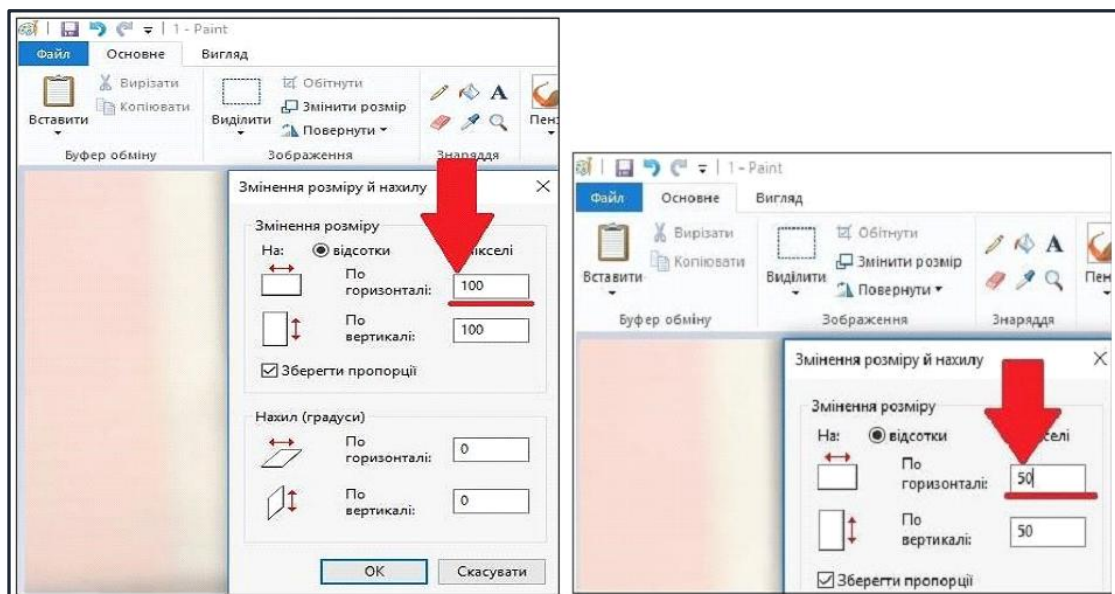 1 - Paint
Файл Основне Вигляд
Вставити
Вирізати
Копіювати
Буфер обміну
Виділити
Обітнути
Змінити розмір
Повернути
Зображення
A
Знаряддя
Змінення розміру й нахилу
Змінення розміру
На: відсотки
По горизонталі: 100
По вертикалі: 100
Зберегти пропорції
Нахил (градуси)
По горизонталі: 0
По вертикалі: 0
OK Скасувати
1 - Paint
Файл Основне Вигляд
Вставити
Вирізати
Копіювати
Буфер обміну
Виділити
Обітнути
Змінити розмір
Повернути
Зображення
A
Знаряддя
Змінення розміру й нахилу
Змінення розміру
На: відсотки
По горизонталі: 50
По вертикалі: 50
Зберегти пропорції